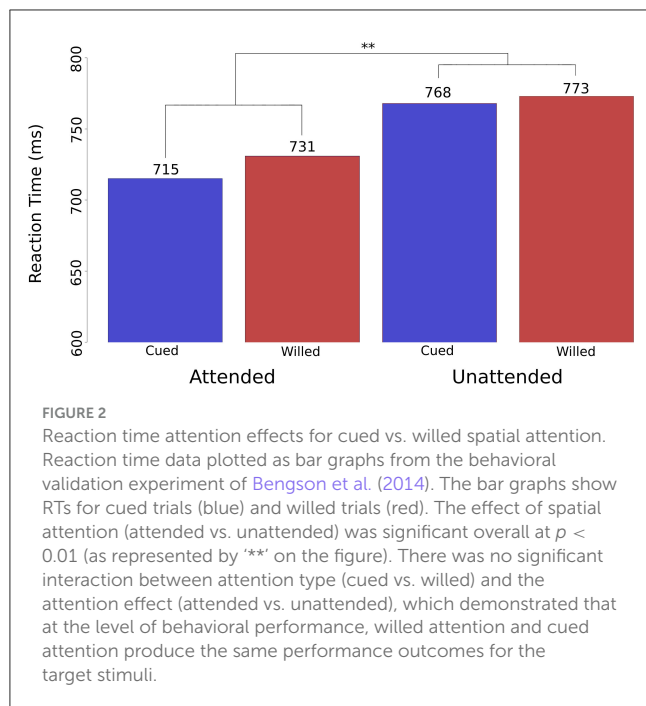 **
800
750
700
650
600
Reaction Time (ms)
715
731
768
773
Cued
Willed
Cued
Willed
Attended
Unattended
FIGURE 2
Reaction time attention effects for cued vs. willed spatial attention.
Reaction time data plotted as bar graphs from the behavioral
validation experiment of Bengson et al. (2014). The bar graphs show
RTs for cued trials (blue) and willed trials (red). The effect of spatial
attention (attended vs. unattended) was significant overall at p <
0.01 (as represented by ‘**’ on the figure). There was no significant
interaction between attention type (cued vs. willed) and the
attention effect (attended vs. unattended), which demonstrated that
at the level of behavioral performance, willed attention and cued
attention produce the same performance outcomes for the
target stimuli.